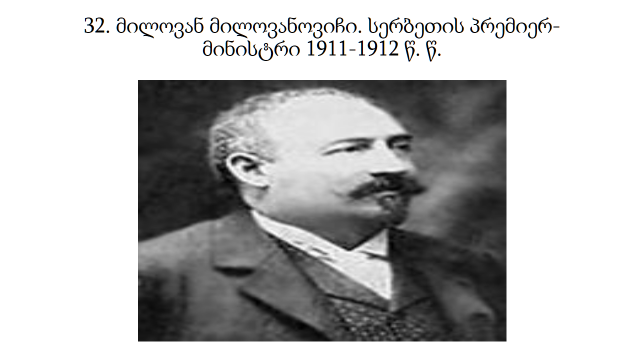 32. მილოვან მილოვანოვიჩი. სერბეთის პრემიერ-
მინისტრი 1911-1912 წ. წ.